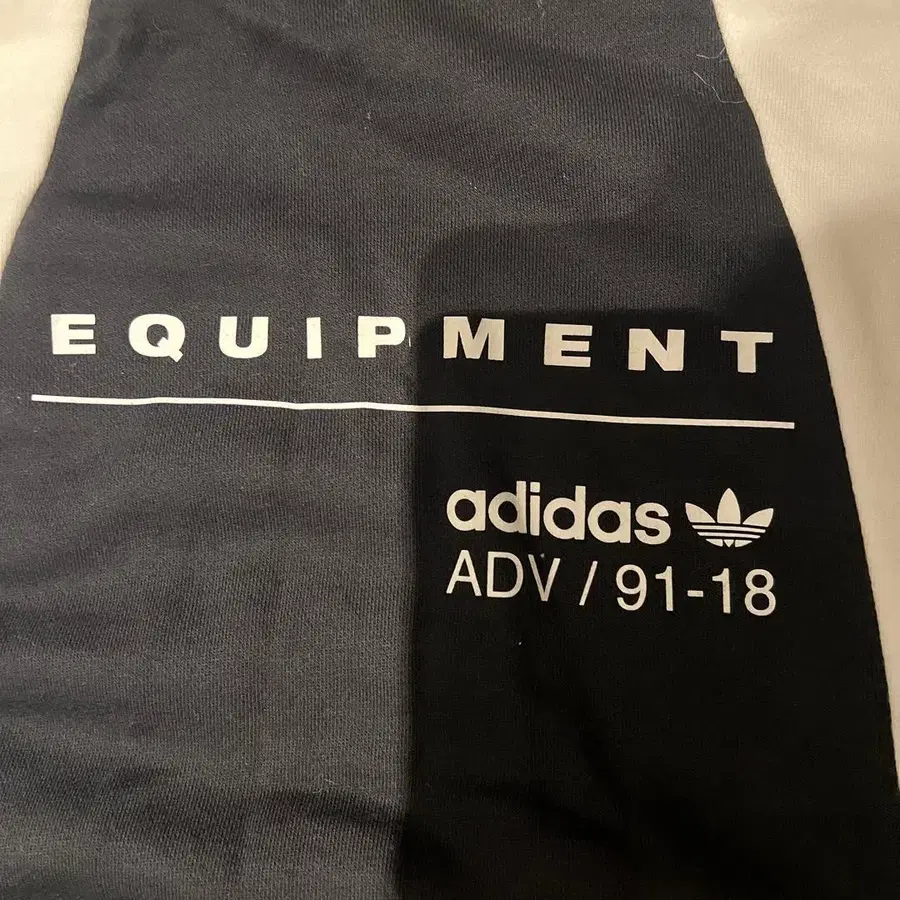 EQUIPMENT
adidas
ADV / 91-18